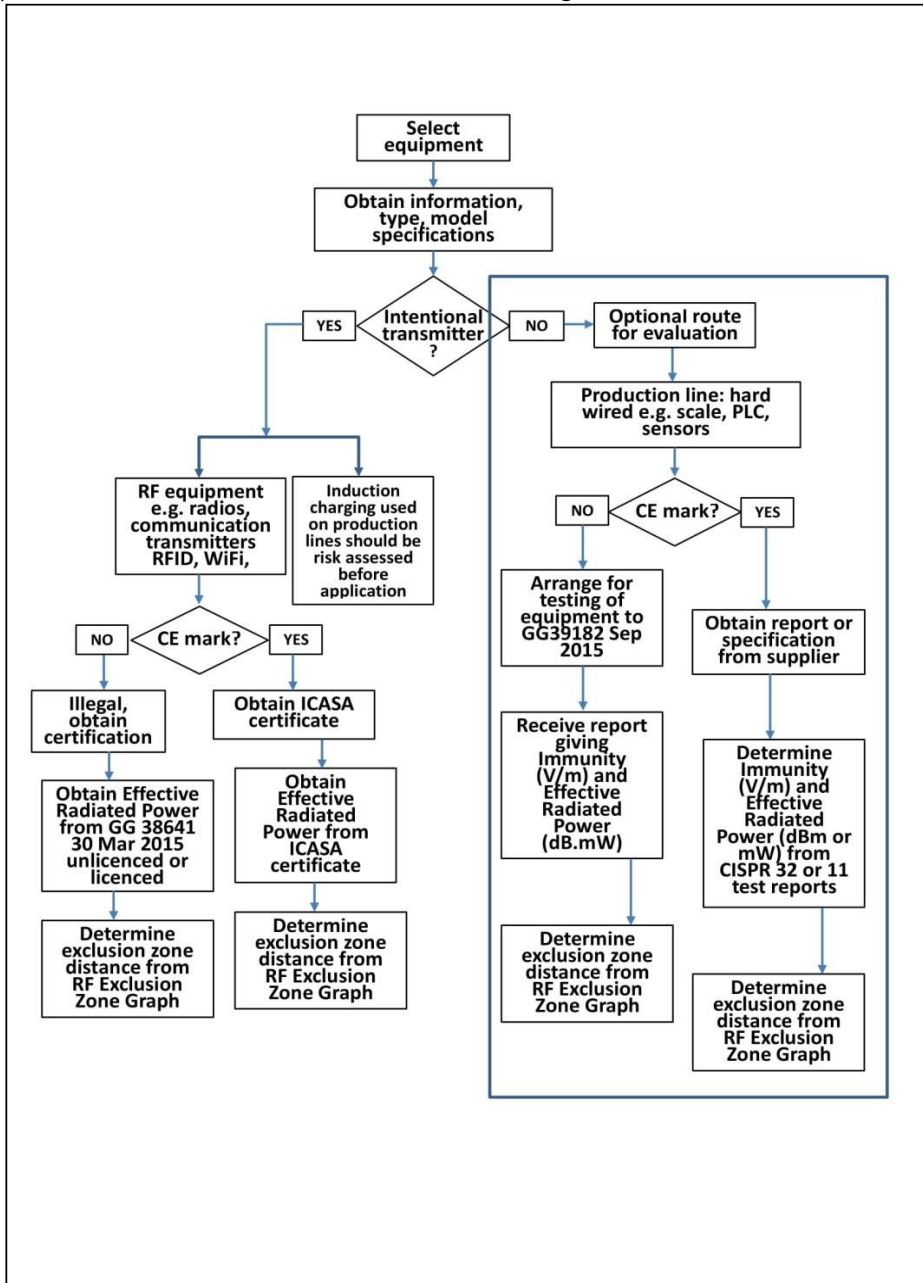 Select
equipment
Obtain information,
type, model
specifications
Intentional
transmitter
?
YES
NO
Optional route
for evaluation
Production line: hard
wired e.g. scale, PLC,
sensors
RF equipment
e.g. radios,
communication
transmitters
RFID, WiFi,
Induction
charging used
on production
lines should be
risk assessed
before
application
NO
CE mark?
YES
NO
CE mark?
YES
Illegal,
obtain
certification
Obtain ICASA
certificate
Arrange for
testing of
equipment to
GG39182 Sep
2015
Obtain report or
specification
from supplier
Obtain Effective
Radiated Power
from GG 38641
30 Mar 2015
unlicenced or
licenced
Obtain
Effective
Radiated
Power from
ICASA
certificate
Receive report
giving
Immunity
(V/m) and
Effective
Radiated
Power
(dB.mW)
Determine
Immunity
(V/m) and
Effective
Radiated
Power (dBm or
mW) from
CISPR 32 or 11
test reports
Determine
exclusion zone
distance from
RF Exclusion
Zone Graph
Determine
exclusion zone
distance from
RF Exclusion
Zone Graph
Determine
exclusion zone
distance from
RF Exclusion
Zone Graph
Determine
exclusion zone
distance from
RF Exclusion
Zone Graph